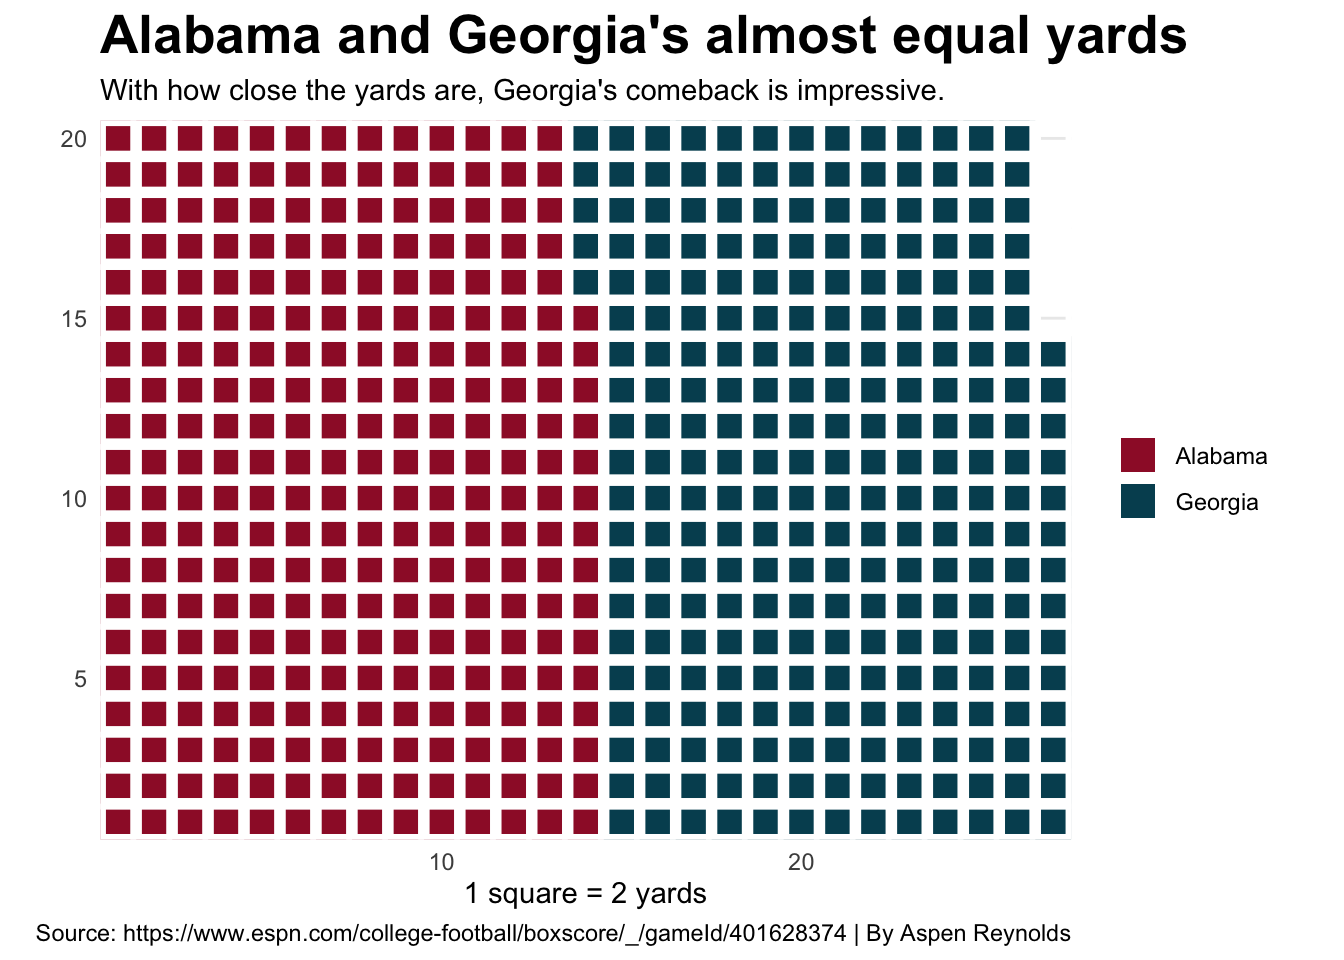 Alabama and Georgia's almost equal yards
With how close the yards are, Georgia's comeback is impressive.
20
15
10
5
Alabama
Georgia
10 20
1 square = 2 yards
Source: https://www.espn.com/college-football/boxscore/_/gameId/401628374 | By Aspen Reynolds